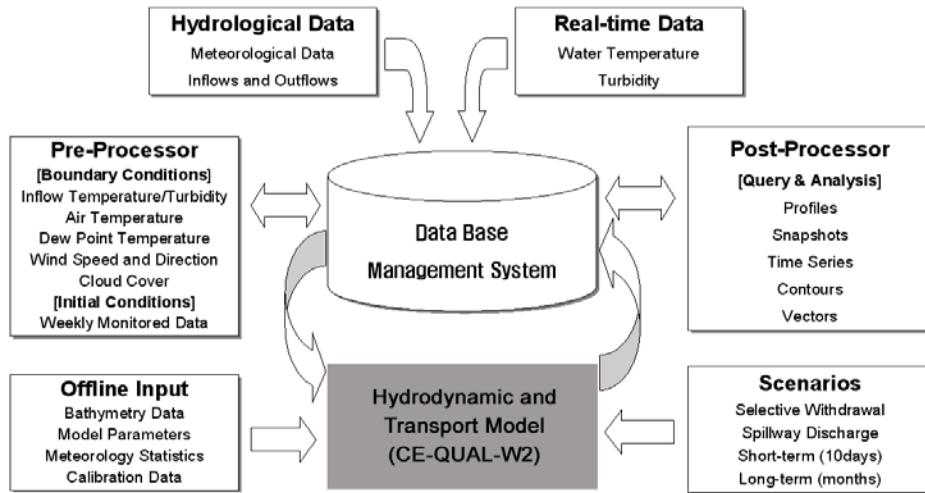 Hydrological Data
Meteorological Data
Inflows and Outflows
Real-time Data
Water Temperature
Turbidity
Pre-Processor
[Boundary Conditions]
Inflow Temperature/Turbidity
Air Temperature
Dew Point Temperature
Wind Speed and Direction
Cloud Cover
[Initial Conditions]
Weekly Monitored Data
Data Base
Management System
Post-Processor
[Query & Analysis]
Profiles
Snapshots
Time Series
Contours
Vectors
Offline Input
Bathymetry Data
Model Parameters
Meteorology Statistics
Calibration Data
Hydrodynamic and
Transport Model
(CE-QUAL-W2)
Scenarios
Selective Withdrawal
Spillway Discharge
Short-term (10days)
Long-term (months)